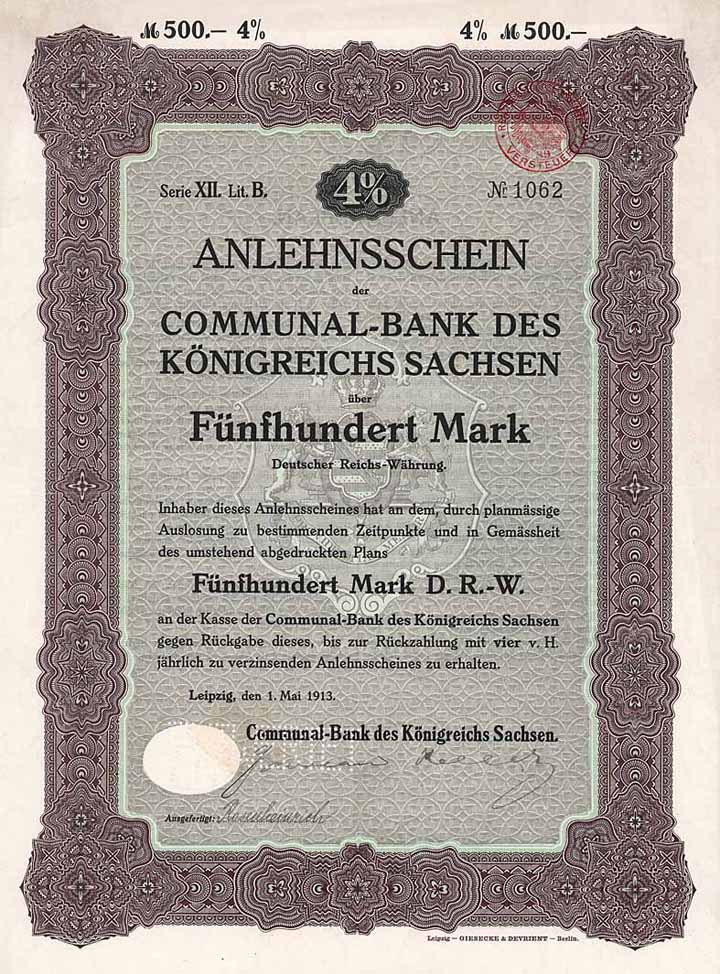 ℳ 500.— 4% 4% ℳ 500.—
VERSTEUERT
Serie XII. Lit. B. 4% № 1062
ANLEHNSSCHEIN
der
COMMUNAL-BANK DES
KÖNIGREICHS SACHSEN
über
Fünfhundert Mark
Deutscher Reichs-Währung.
Inhaber dieses Anlehnsscheines hat an dem, durch planmässige
Auslosung zu bestimmenden Zeitpunkte und in Gemässheit
des umstehend abgedruckten Plans
Fünfhundert Mark D. R.-W.
an der Kasse der Communal-Bank des Königreichs Sachsen
gegen Rückgabe dieses, bis zur Rückzahlung mit vier v. H.
jährlich zu verzinsenden Anlehnsscheines zu erhalten.
Leipzig, den 1. Mai 1913.
Communal-Bank des Königreichs Sachsen.
Ausgefertigt:
Leipzig — GIESECKE & DEVRIENT — Berlin.